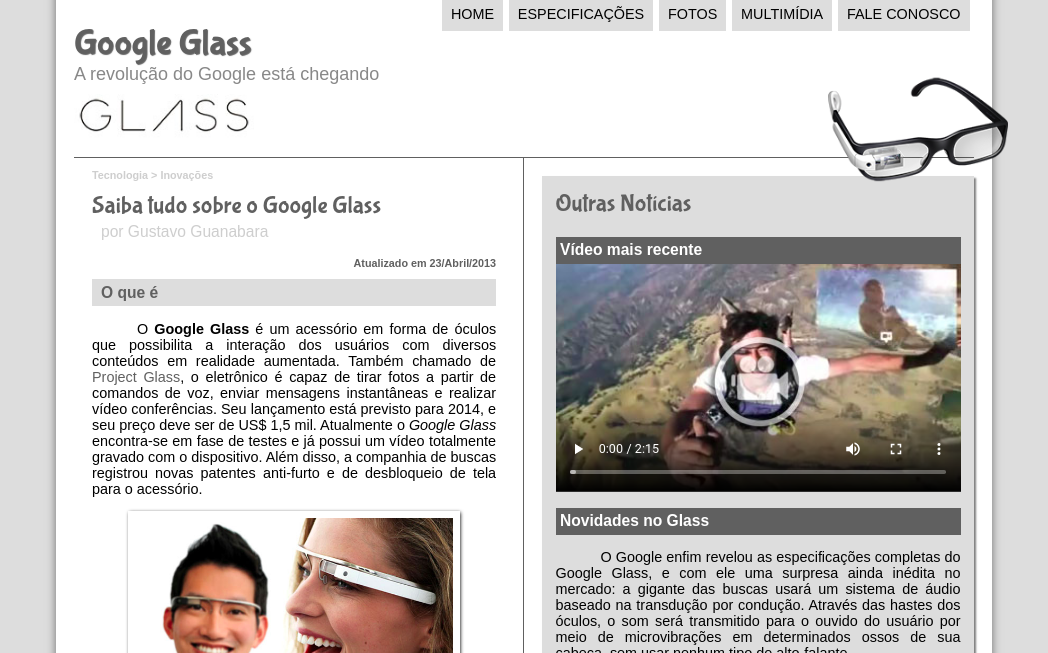 HOME ESPECIFICAÇÕES FOTOS MULTIMÍDIA FALE CONOSCO
Google Glass
A revolução do Google está chegando
GLASS
Tecnologia > Inovações
Saiba tudo sobre o Google Glass
por Gustavo Guanabara
Atualizado em 23/Abril/2013
O que é
O Google Glass é um acessório em forma de óculos
que possibilita a interação dos usuários com diversos
conteúdos em realidade aumentada. Também chamado de
Project Glass, o eletrônico é capaz de tirar fotos a partir de
comandos de voz, enviar mensagens instantâneas e realizar
vídeo conferências. Seu lançamento está previsto para 2014, e
seu preço deve ser de US$ 1,5 mil. Atualmente o Google Glass
encontra-se em fase de testes e já possui um vídeo totalmente
gravado com o dispositivo. Além disso, a companhia de buscas
registrou novas patentes anti-furto e de desbloqueio de tela
para o acessório.
Outras Notícias
Vídeo mais recente
0:00 / 2:15
Novidades no Glass
O Google enfim revelou as especificações completas do
Google Glass, e com ele uma surpresa ainda inédita no
mercado: a gigante das buscas usará um sistema de áudio
baseado na transdução por condução. Através das hastes dos
óculos, o som será transmitido para o ouvido do usuário por
meio de microvibrações em determinados ossos de sua
cabeça, sem usar nenhum tipo de alto-falante.